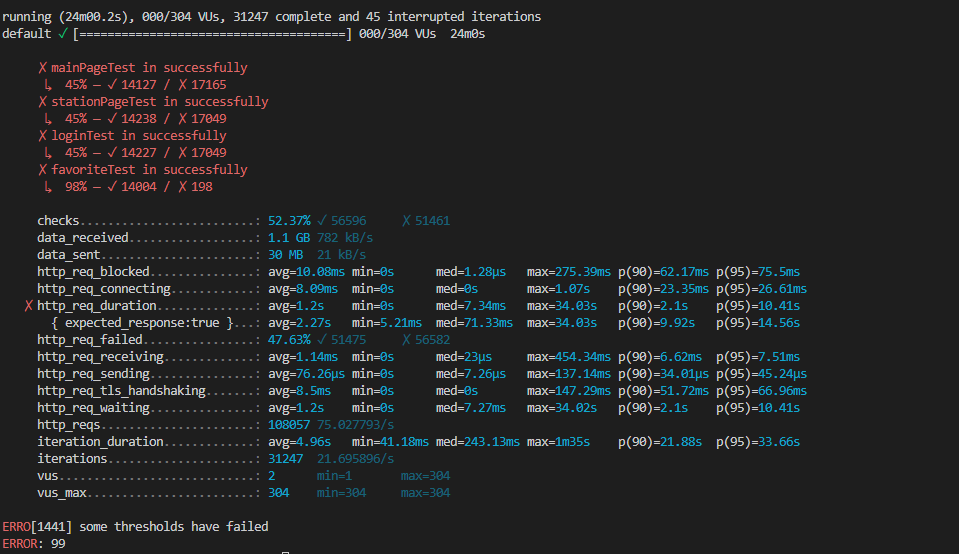 running (24m00.2s), 000/304 VUs, 31247 complete and 45 interrupted iterations
default ✓ [======================================] 000/304 VUs  24m0s
✗ mainPageTest in successfully
↳  45% — ✓ 14127 / ✗ 17165
✗ stationPageTest in successfully
↳  45% — ✓ 14238 / ✗ 17049
✗ loginTest in successfully
↳  45% — ✓ 14227 / ✗ 17049
✗ favoriteTest in successfully
↳  98% — ✓ 14004 / ✗ 198
checks.........................: 52.37% ✓ 56596     ✗ 51461
data_received..................: 1.1 GB 782 kB/s
data_sent......................: 30 MB  21 kB/s
http_req_blocked...............: avg=10.08ms min=0s      med=1.28µs   max=275.39ms p(90)=62.17ms p(95)=75.5ms
http_req_connecting............: avg=8.09ms  min=0s      med=0s       max=1.07s    p(90)=23.35ms p(95)=26.61ms
✗ http_req_duration..............: avg=1.2s    min=0s      med=7.34ms   max=34.03s   p(90)=2.1s    p(95)=10.41s
{ expected_response:true }...: avg=2.27s   min=5.21ms  med=71.33ms  max=34.03s   p(90)=9.92s   p(95)=14.56s
http_req_failed................: 47.63% ✓ 51475     ✗ 56582
http_req_receiving.............: avg=1.14ms  min=0s      med=23µs     max=454.34ms p(90)=6.62ms  p(95)=7.51ms
http_req_sending...............: avg=76.26µs min=0s      med=7.26µs   max=137.14ms p(90)=34.01µs p(95)=45.24µs
http_req_tls_handshaking.......: avg=8.5ms   min=0s      med=0s       max=147.29ms p(90)=51.72ms p(95)=66.96ms
http_req_waiting...............: avg=1.2s    min=0s      med=7.27ms   max=34.02s   p(90)=2.1s    p(95)=10.41s
http_reqs......................: 108057 75.027793/s
iteration_duration.............: avg=4.96s   min=41.18ms med=243.13ms max=1m35s    p(90)=21.88s  p(95)=33.66s
iterations.....................: 31247  21.695896/s
vus............................: 2      min=1       max=304
vus_max........................: 304    min=304     max=304
ERRO[1441] some thresholds have failed
ERROR: 99